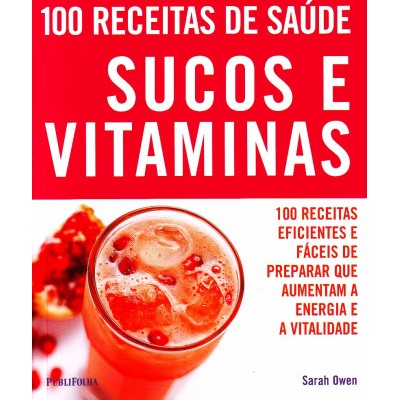 100 RECEITAS DE SAÚDE
SUCOS E
VITAMINAS
100 RECEITAS
EFICIENTES E
FÁCEIS DE
PREPARAR QUE
AUMENTAM A
ENERGIA E
A VITALIDADE
PUBLIFOLHA
Sarah Owen